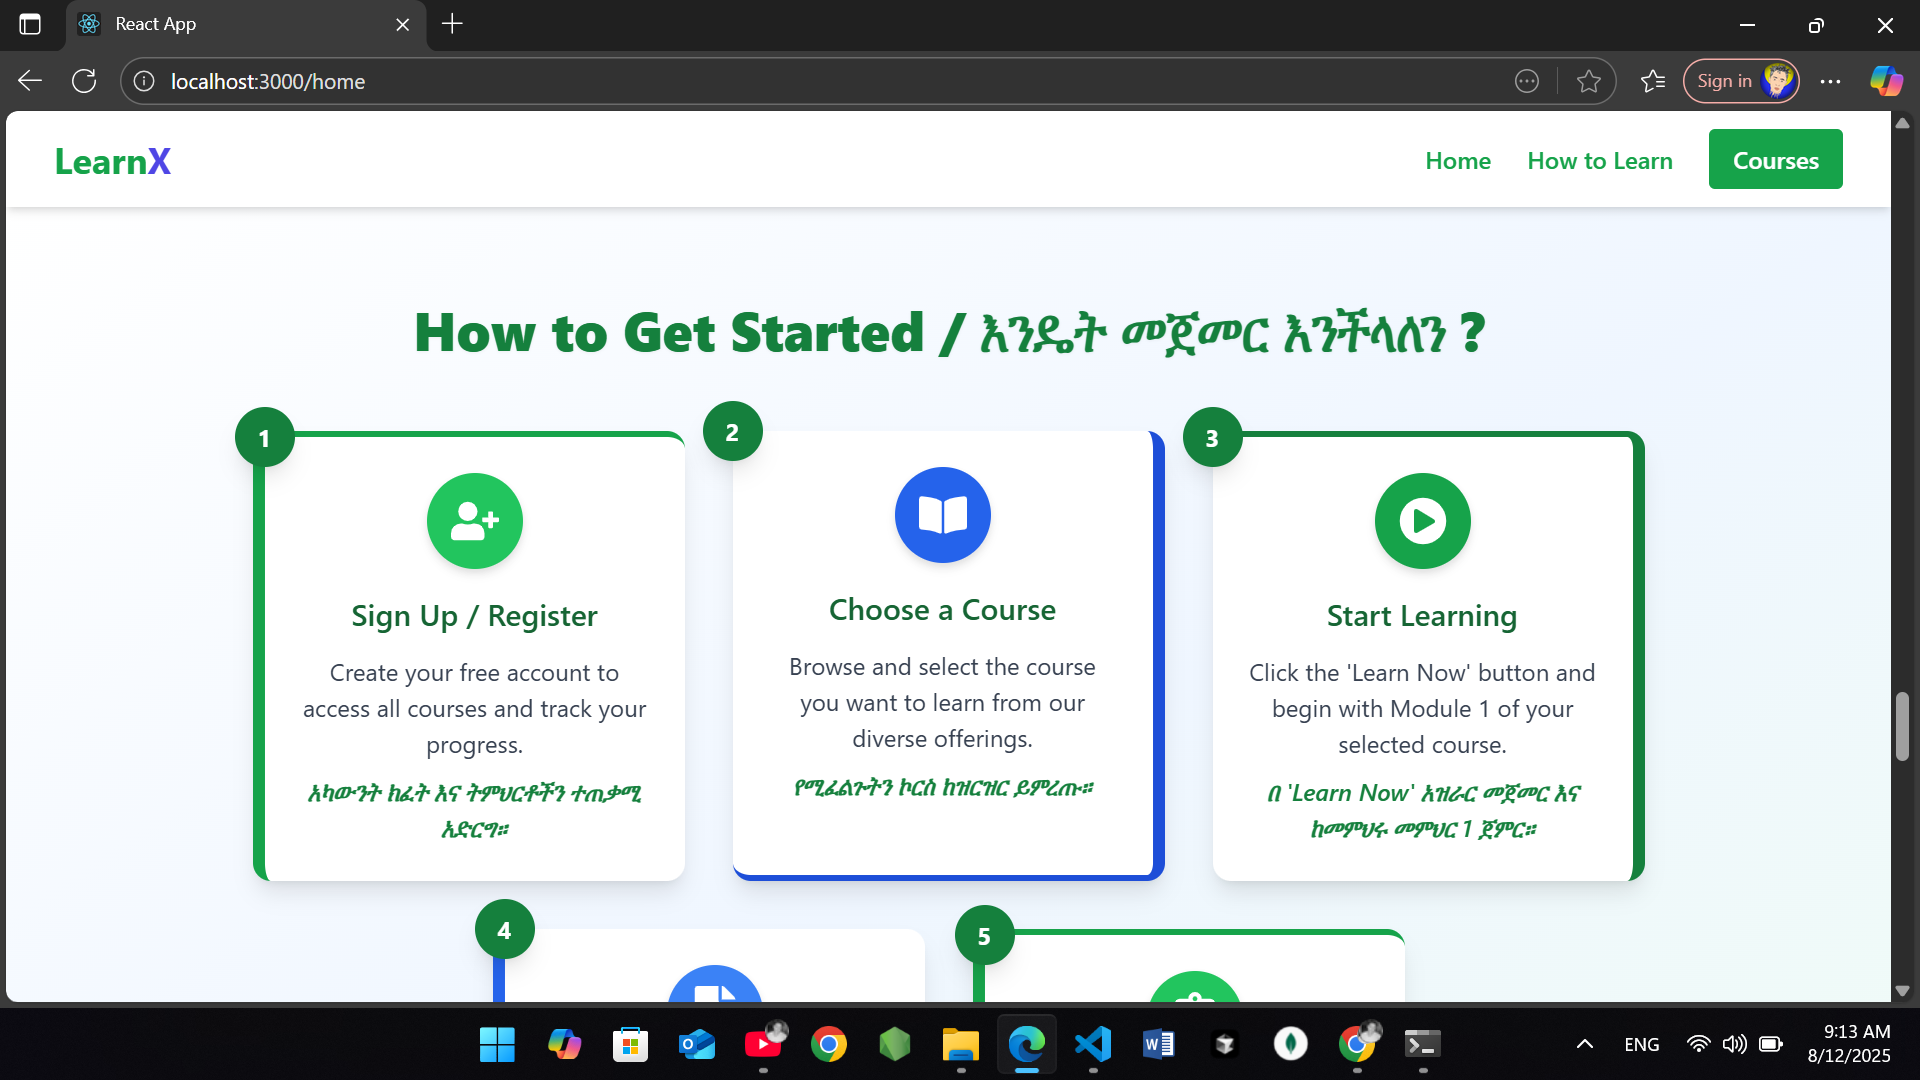 React App
localhost:3000/home
Sign in
LearnX
Home
How to Learn
Courses
How to Get Started / እንዴት መጀመር እንችላለን ?
1
2
3
Sign Up / Register
Create your free account to
access all courses and track your
progress.
አካውንት ክፈት እና ትምህርቶችን ተጠቃሚ
አድርግ።
Choose a Course
Browse and select the course
you want to learn from our
diverse offerings.
የሚፈልጉትን ኮርስ ከዝርዝር ይምረጡ።
Start Learning
Click the 'Learn Now' button and
begin with Module 1 of your
selected course.
በ 'Learn Now' አዝራር መጀመር እና
ከመምህሩ መምህር 1 ጀምር።
4
5
ENG
9:13 AM
8/12/2025